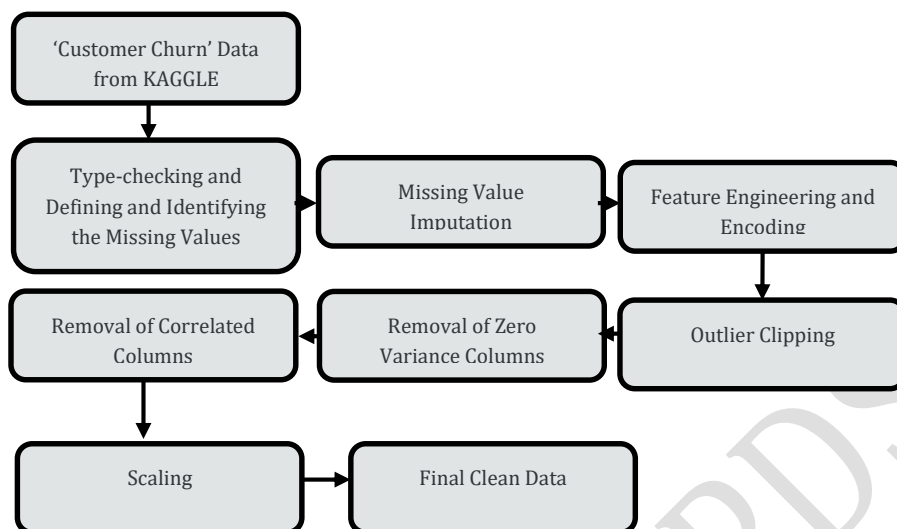 ‘Customer Churn’ Data
from KAGGLE
Type-checking and
Defining and Identifying
the Missing Values
Missing Value
Imputation
Feature Engineering and
Encoding
Removal of Correlated
Columns
Removal of Zero
Variance Columns
Outlier Clipping
Scaling
Final Clean Data